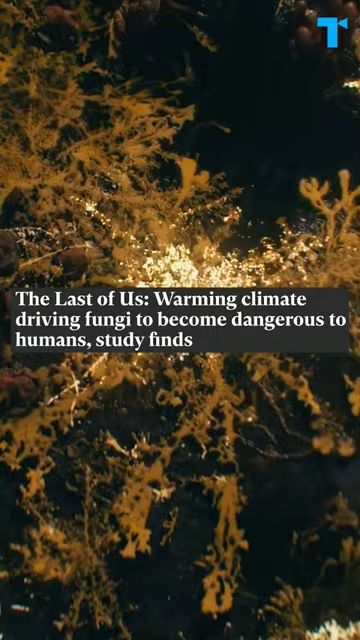 The Last of Us: Warming climate
driving fungi to become dangerous to
humans, study finds